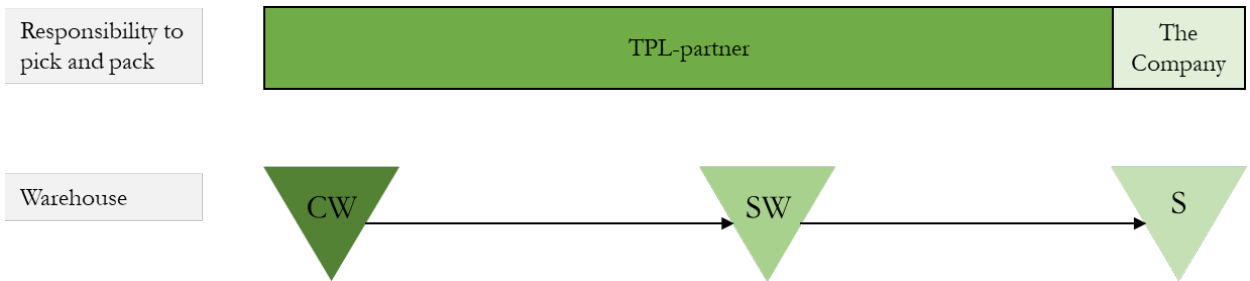 Responsibility to
pick and pack
TPL-partner
The
Company
Warehouse
CW
SW
S